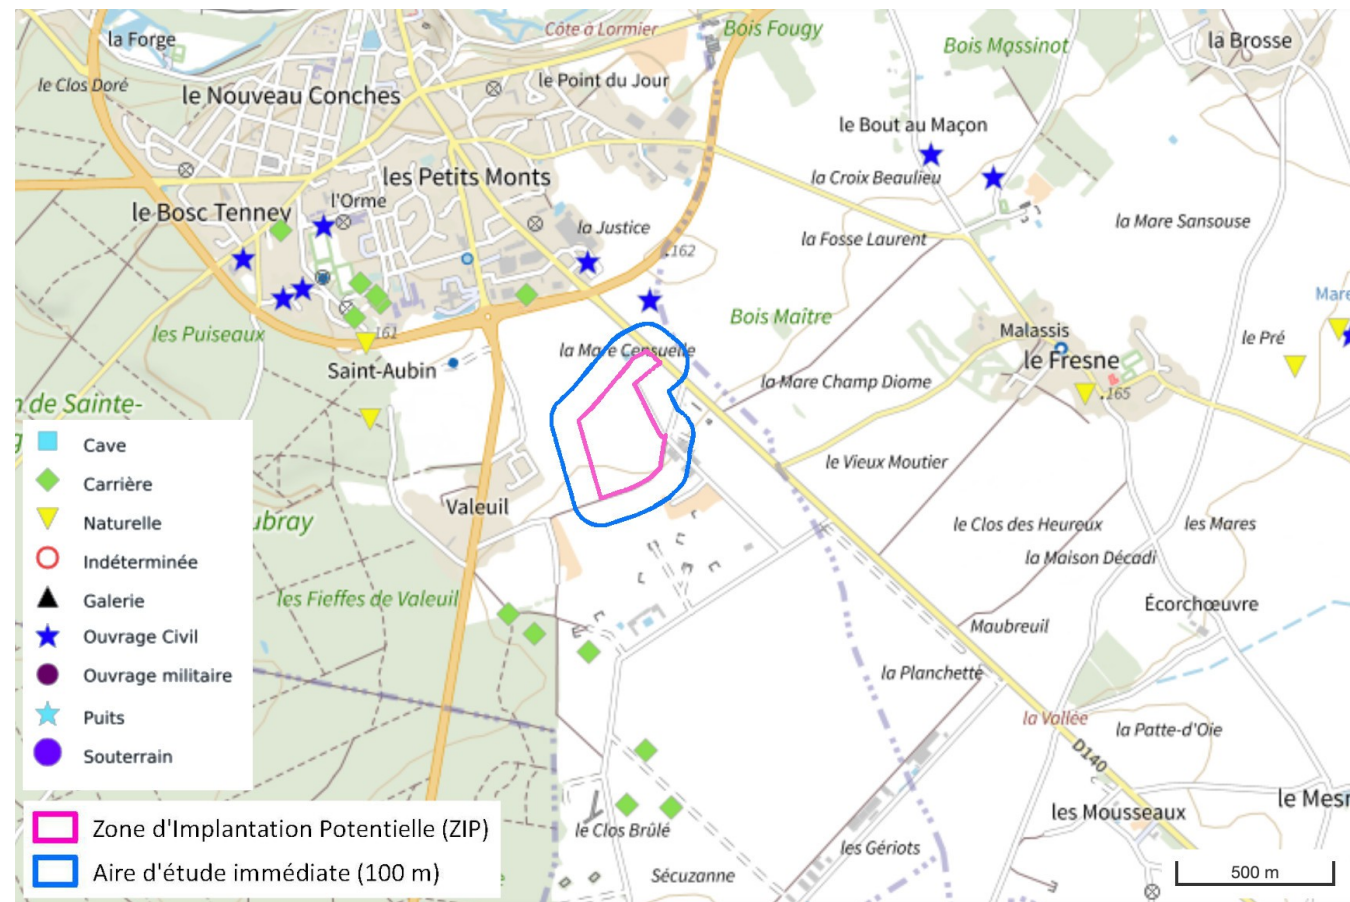 la Forge
Côte à Lormier
Bois Fougy
Bois Massinot
la Brosse
le Clos Doré
le Nouveau Conches
le Point du Jour
le Bout au Maçon
les Petits Monts
la Croix Beaulieu
le Bosc Tenney
l'Orme
la Justice
la Fosse Laurent
la Mare Sansouse
162
Mare
les Puiseaux
161
Bois Maître
Malassis
le Pré
la Mare Censuelle
Saint-Aubin
le Fresne
la Mare Champ Diome
165
n de Sainte-
le Vieux Moutier
Valeuil
ubray
le Clos des Heureux
les Mares
la Maison Décadi
les Fieffes de Valeuil
Écorchœuvre
Maubreuil
la Planchette
la Vallée
la Patte-d'Oie
D140
le Mesn
les Mousseaux
le Clos Brûlé
les Gériots
Sécuzanne
Cave
Carrière
Naturelle
Indéterminée
Galerie
Ouvrage Civil
Ouvrage militaire
Puits
Souterrain
Zone d'Implantation Potentielle (ZIP)
Aire d'étude immédiate (100 m)
500 m